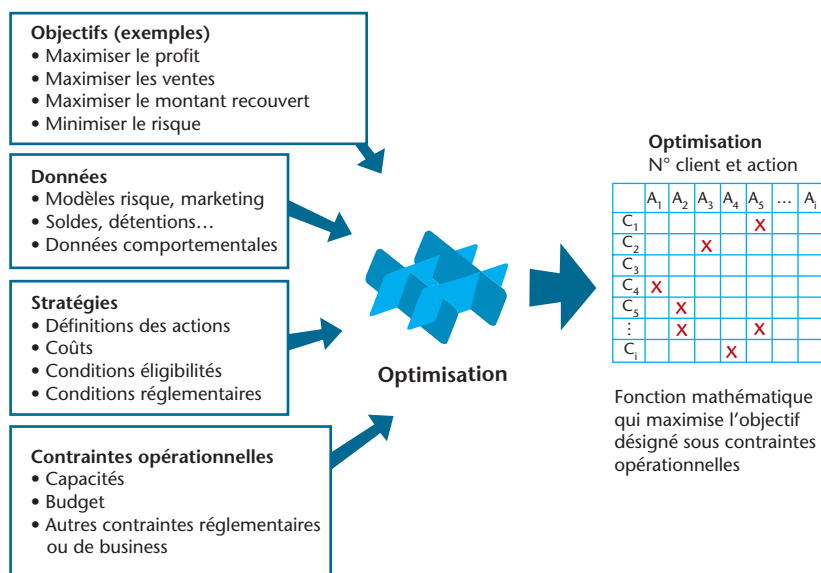 Objectifs (exemples)
• Maximiser le profit
• Maximiser les ventes
• Maximiser le montant recouvert
• Minimiser le risque
Données
• Modèles risque, marketing
• Soldes, détentions…
• Données comportementales
Stratégies
• Définitions des actions
• Coûts
• Conditions éligibilités
• Conditions réglementaires
Contraintes opérationnelles
• Capacités
• Budget
• Autres contraintes réglementaires
ou de business
Optimisation
Optimisation
N° client et action
A1 A2 A3 A4 A5 … Ai
C1 X
C2 X
C3
C4 X
C5 X
⋮ X X
Ci X
Fonction mathématique
qui maximise l’objectif
désigné sous contraintes
opérationnelles